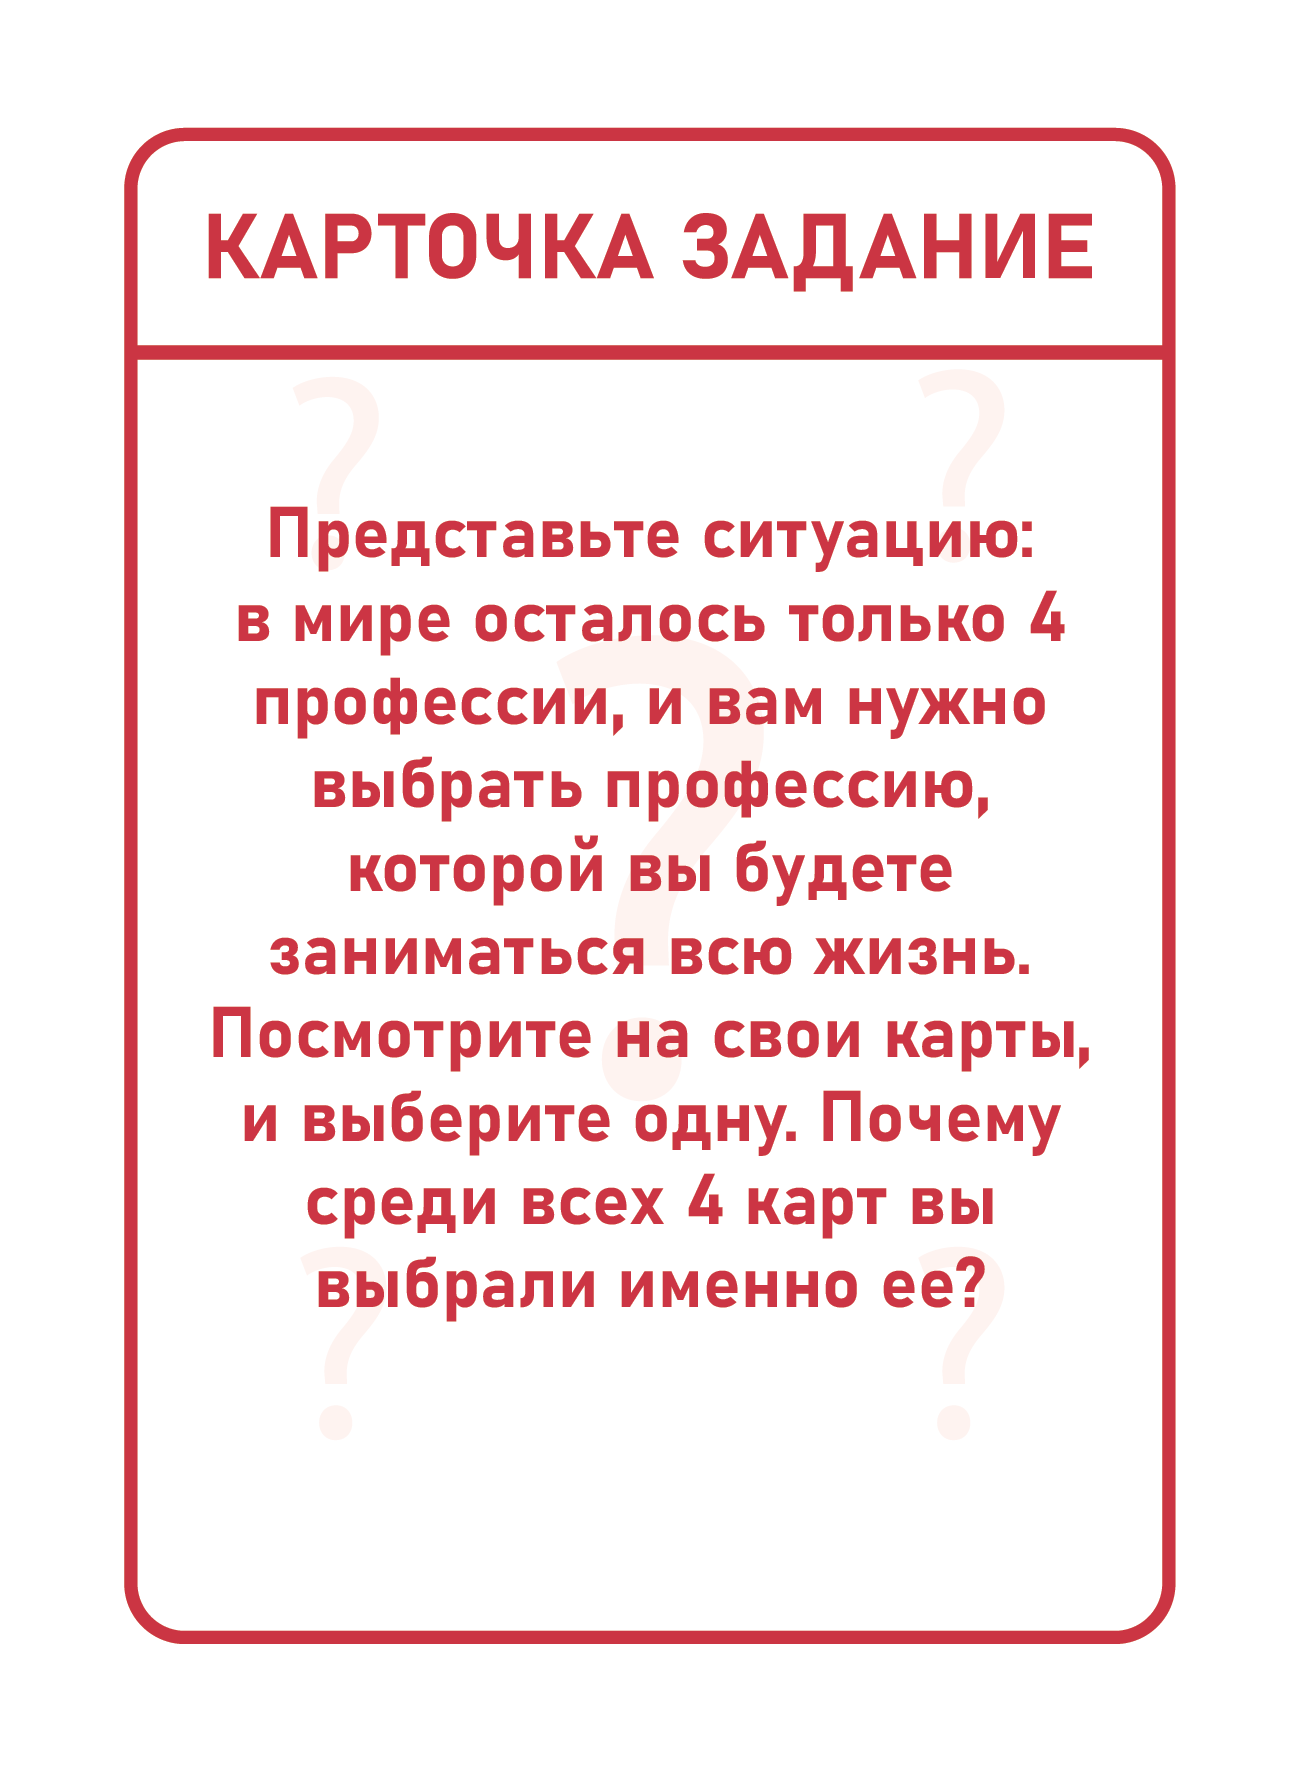 КАРТОЧКА ЗАДАНИЕ
Представьте ситуацию:
в мире осталось только 4
профессии, и вам нужно
выбрать профессию,
которой вы будете
заниматься всю жизнь.
Посмотрите на свои карты,
и выберите одну. Почему
среди всех 4 карт вы
выбрали именно ее?